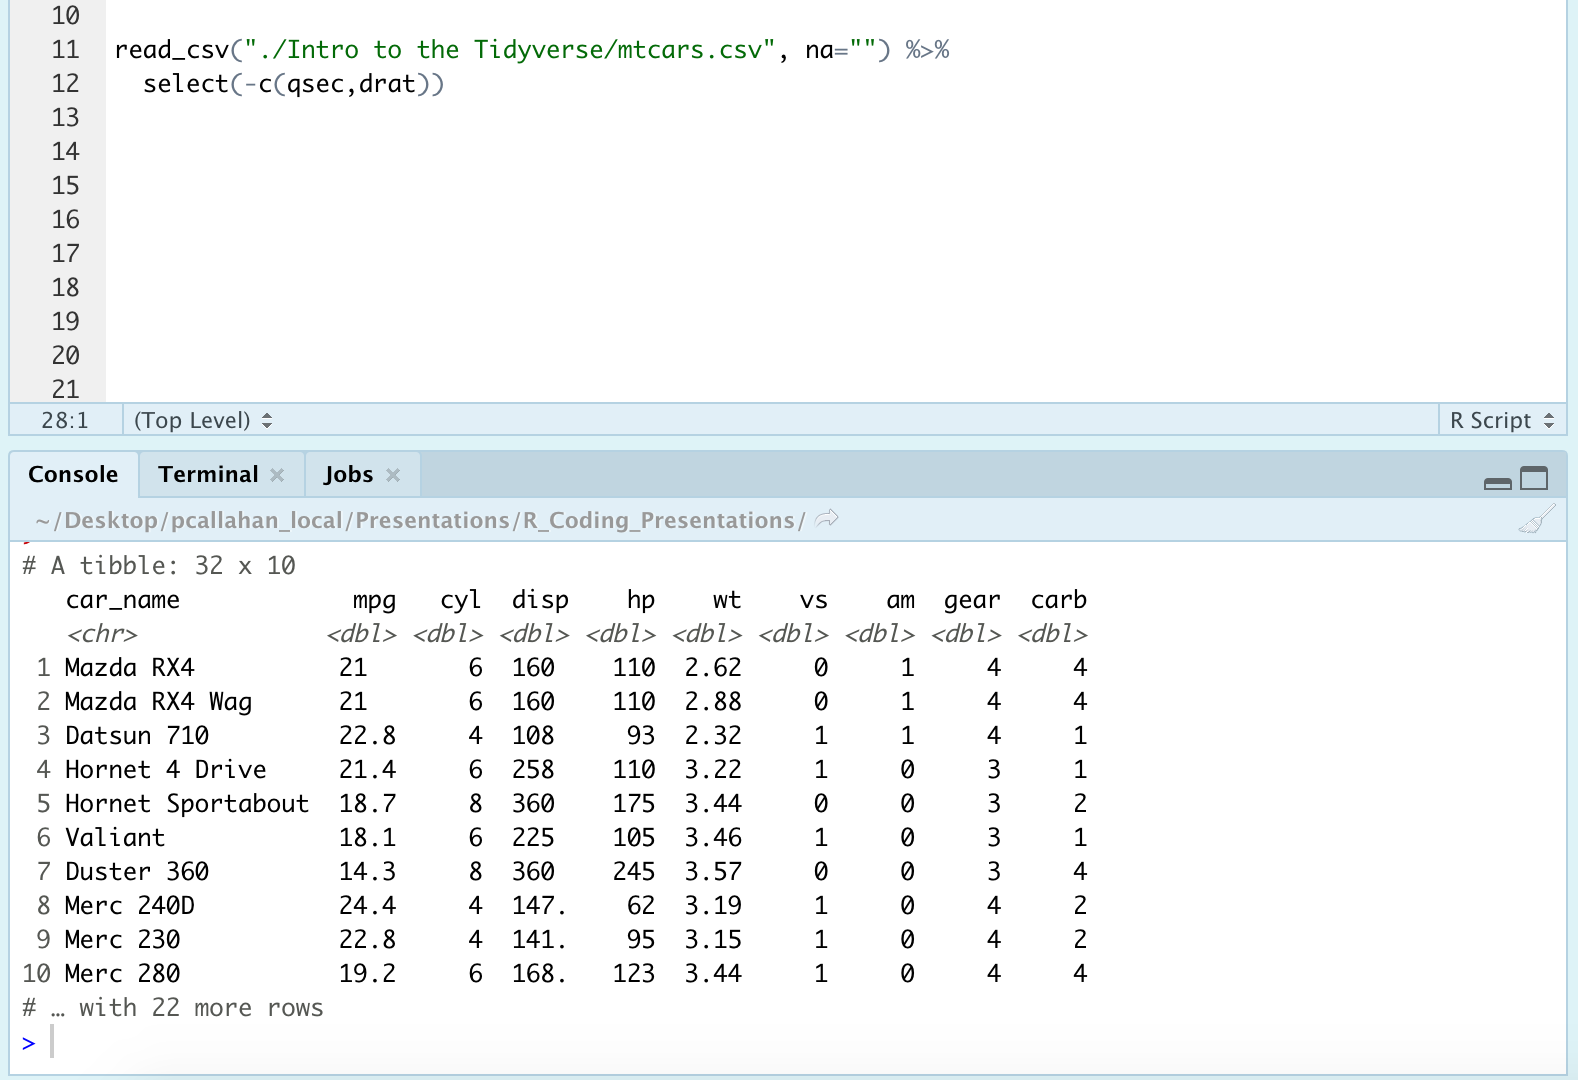 10
11 read_csv("./Intro to the Tidyverse/mtcars.csv", na="") %>%
12 select(-c(qsec,drat))
13
14
15
16
17
18
19
20
21
28:1 (Top Level) R Script
Console Terminal Jobs
~/Desktop/pcallahan_local/Presentations/R_Coding_Presentations/
# A tibble: 32 x 10
car_name mpg cyl disp hp wt vs am gear carb
<chr> <dbl> <dbl> <dbl> <dbl> <dbl> <dbl> <dbl> <dbl> <dbl>
1 Mazda RX4 21 6 160 110 2.62 0 1 4 4
2 Mazda RX4 Wag 21 6 160 110 2.88 0 1 4 4
3 Datsun 710 22.8 4 108 93 2.32 1 1 4 1
4 Hornet 4 Drive 21.4 6 258 110 3.22 1 0 3 1
5 Hornet Sportabout 18.7 8 360 175 3.44 0 0 3 2
6 Valiant 18.1 6 225 105 3.46 1 0 3 1
7 Duster 360 14.3 8 360 245 3.57 0 0 3 4
8 Merc 240D 24.4 4 147. 62 3.19 1 0 4 2
9 Merc 230 22.8 4 141. 95 3.15 1 0 4 2
10 Merc 280 19.2 6 168. 123 3.44 1 0 4 4
# … with 22 more rows
>